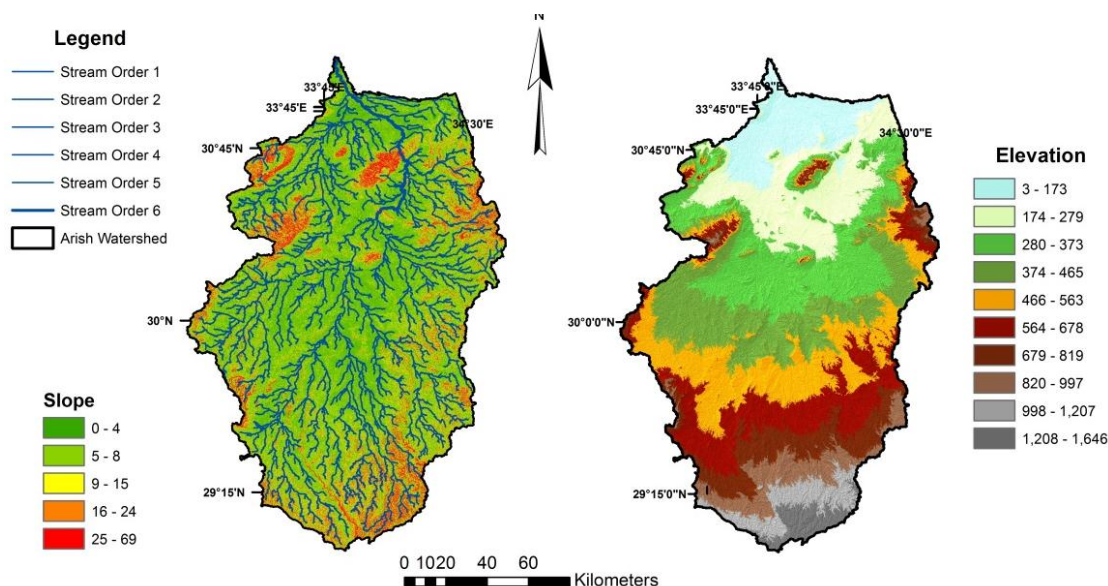 Legend
Stream Order 1
Stream Order 2
Stream Order 3
Stream Order 4
Stream Order 5
Stream Order 6
Arish Watershed
Slope
0 - 4
5 - 8
9 - 15
16 - 24
25 - 69
33°45'E
33°45'E
34°30'E
30°45'N
30°N
29°15'N
N
0 1020 40 60
Kilometers
33°45'0"E
33°45'0"E
34°30'0"E
30°45'0"N
30°0'0"N
29°15'0"N
Elevation
3 - 173
174 - 279
280 - 373
374 - 465
466 - 563
564 - 678
679 - 819
820 - 997
998 - 1,207
1,208 - 1,646